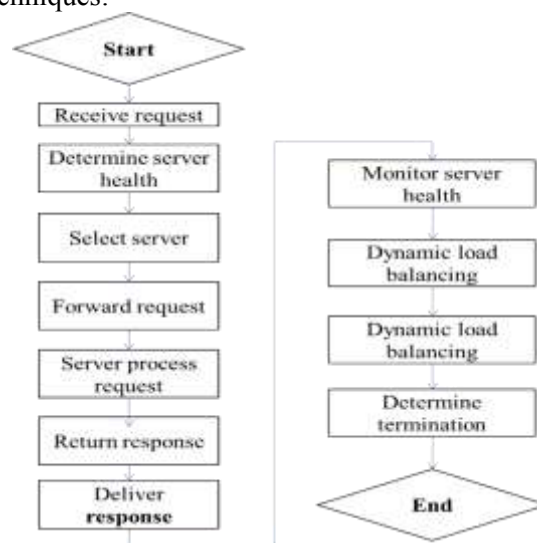 echniques.
Start
Receive request
Determine server
health
Select server
Forward request
Server process
request
Return response
Deliver
response
Monitor server
health
Dynamic load
balancing
Dynamic load
balancing
Determine
termination
End